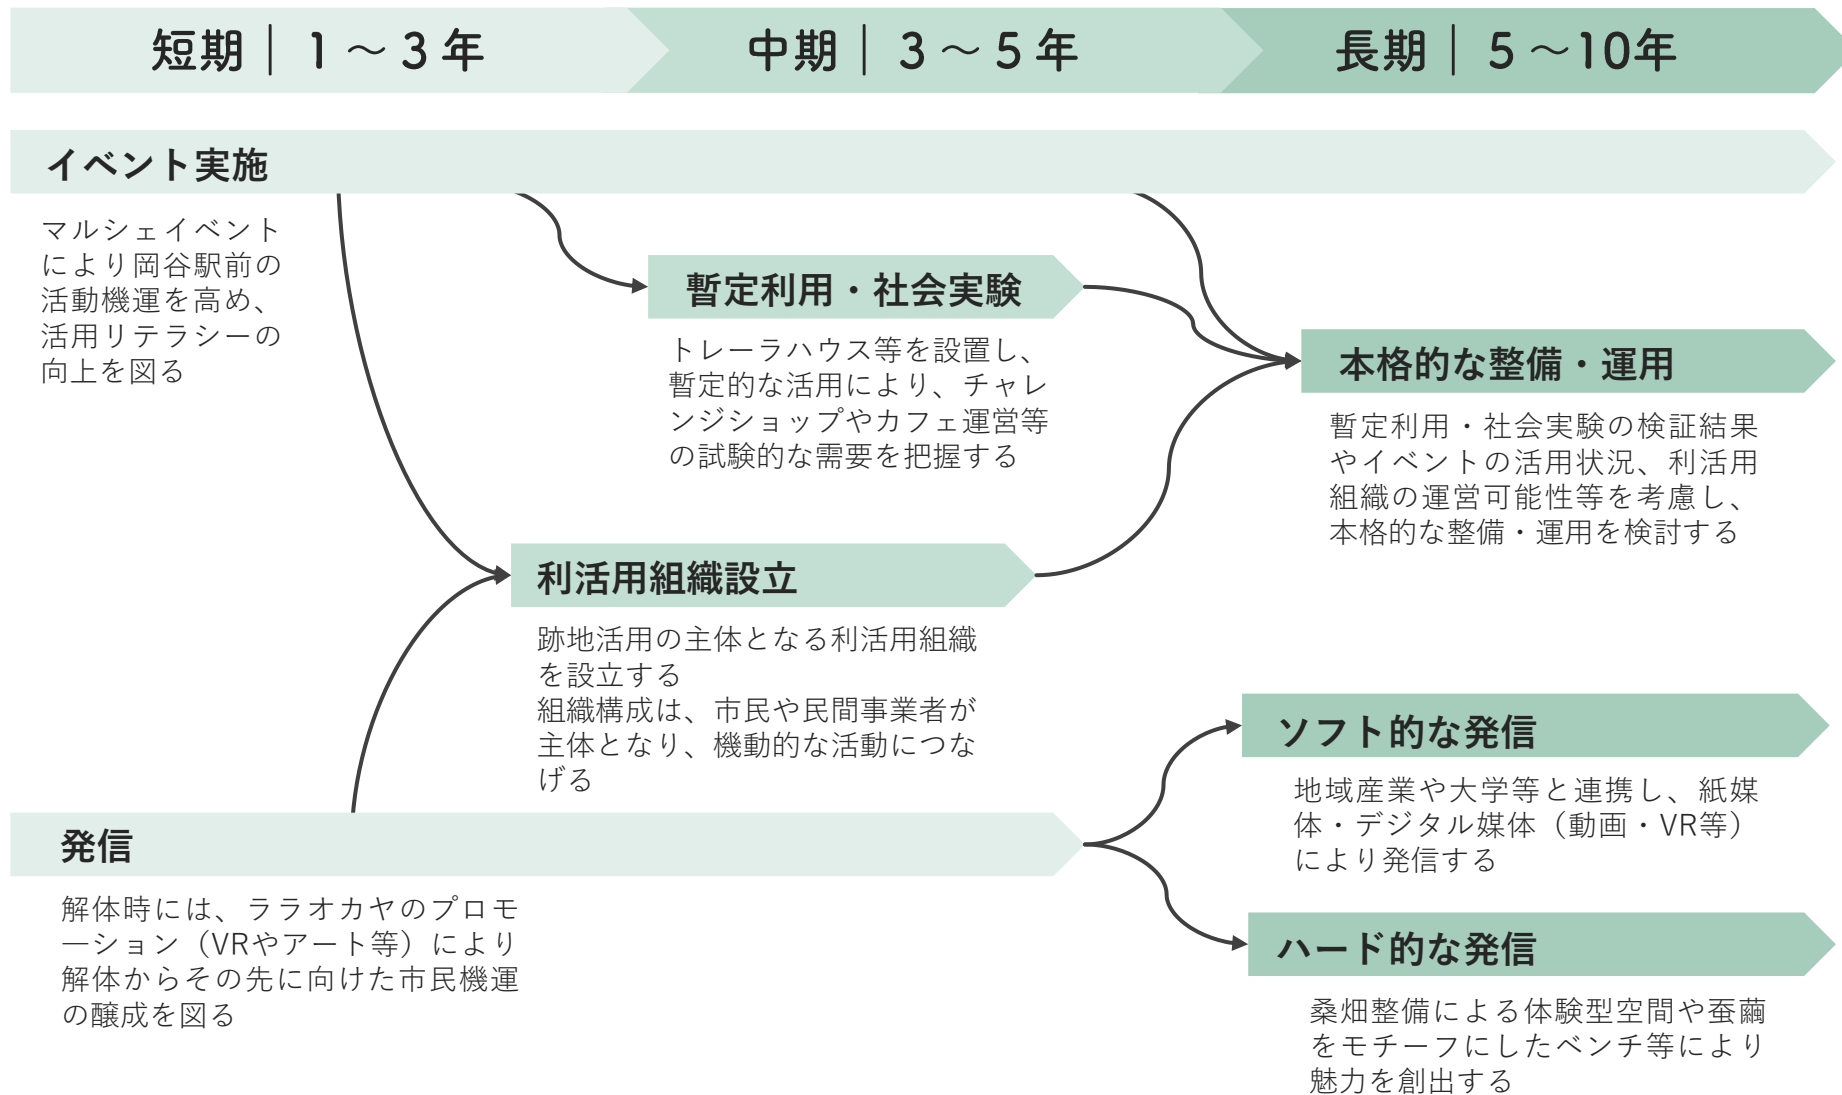 短期｜１～３年
中期｜３～５年
長期｜５～10年
イベント実施
マルシェイベント
により岡谷駅前の
活動機運を高め、
活用リテラシーの
向上を図る
暫定利用・社会実験
トレーラハウス等を設置し、
暫定的な活用により、チャレ
ンジショップやカフェ運営等
の試験的な需要を把握する
本格的な整備・運用
暫定利用・社会実験の検証結果
やイベントの活用状況、利活用
組織の運営可能性等を考慮し、
本格的な整備・運用を検討する
利活用組織設立
跡地活用の主体となる利活用組織
を設立する
組織構成は、市民や民間事業者が
主体となり、機動的な活動につな
げる
ソフト的な発信
地域産業や大学等と連携し、紙媒
体・デジタル媒体（動画・VR等）
により発信する
発信
解体時には、ララオカヤのプロモ
―ション（VRやアート等）により
解体からその先に向けた市民機運
の醸成を図る
ハード的な発信
桑畑整備による体験型空間や蚕繭
をモチーフにしたベンチ等により
魅力を創出する